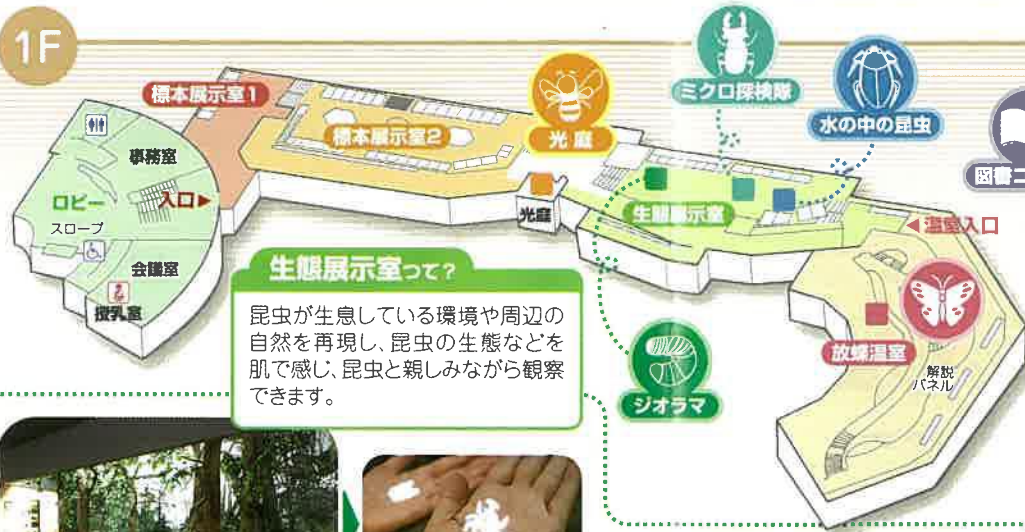 1F
標本展示室1
標本展示室2
光庭
ミクロ探検隊
水の中の昆虫
事務室
ロビー
入口▶
スロープ
会議室
授乳室
光庭
生態展示室
◀温室入口
放蝶温室
解説
パネル
ジオラマ
生態展示室って?
昆虫が生息している環境や周辺の
自然を再現し、昆虫の生態などを
肌で感じ、昆虫と親しみながら観察
できます。
図書コ